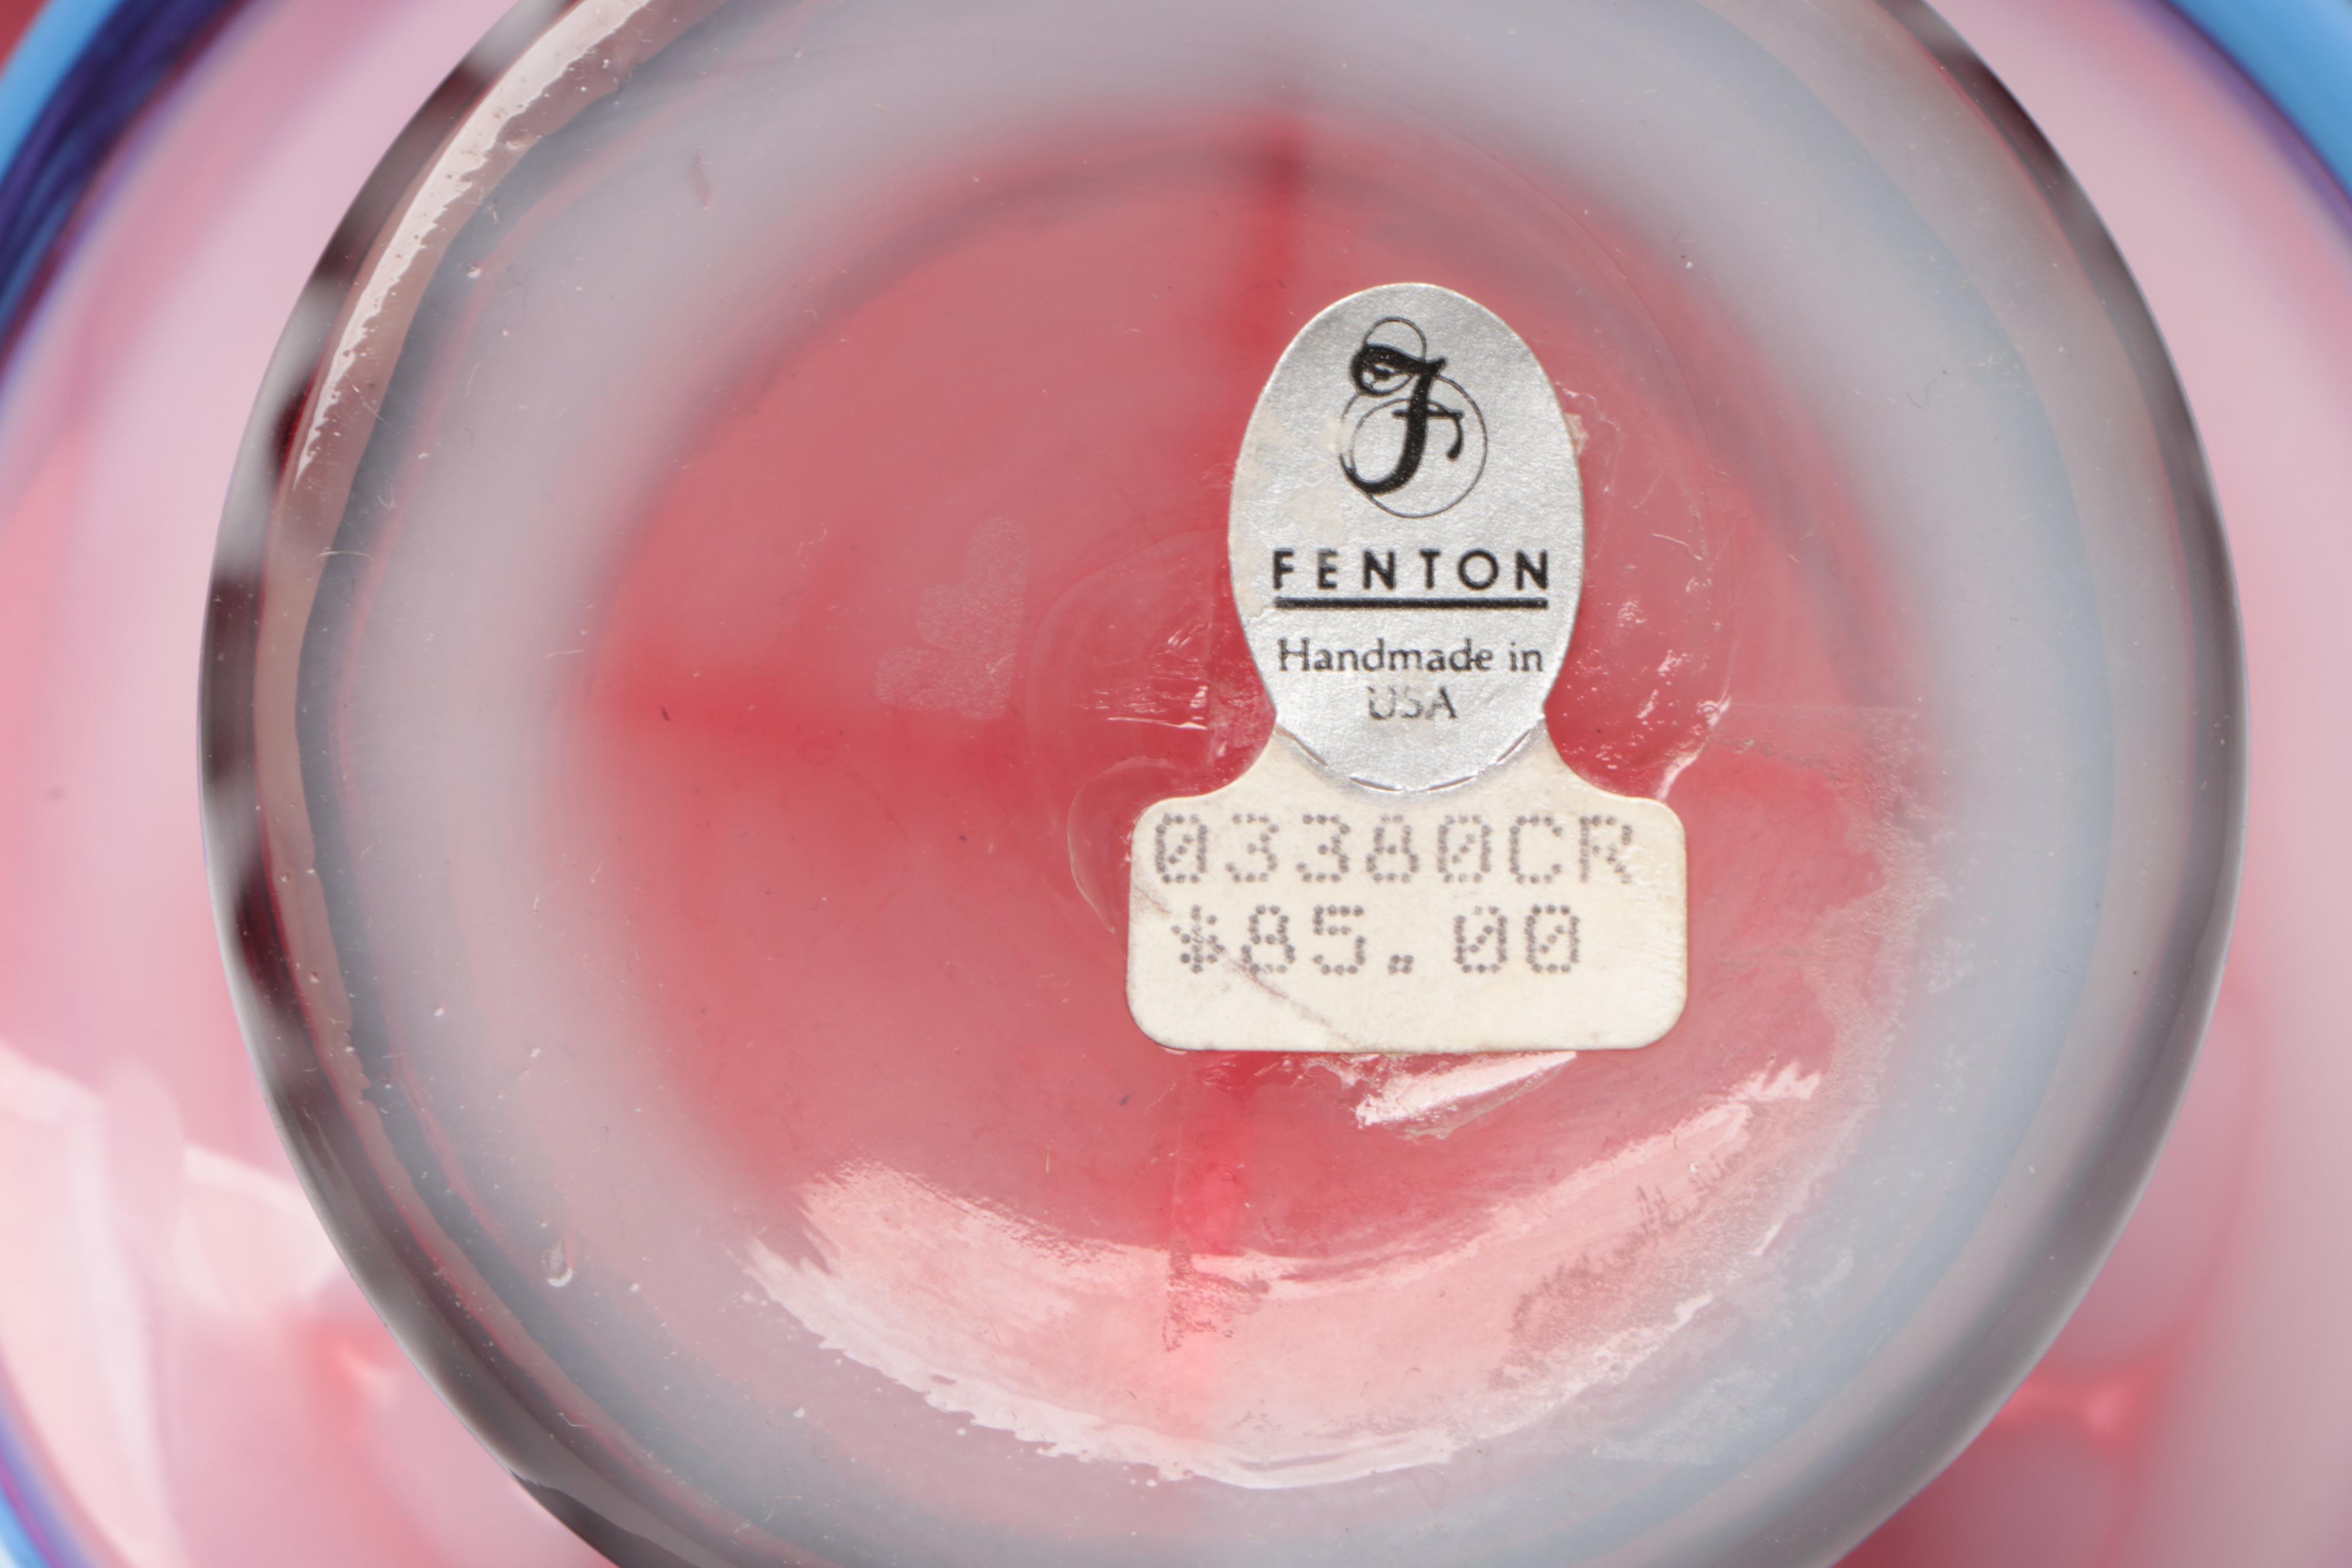 F
FENTON
Handmade in
USA
03380CR
$85.00